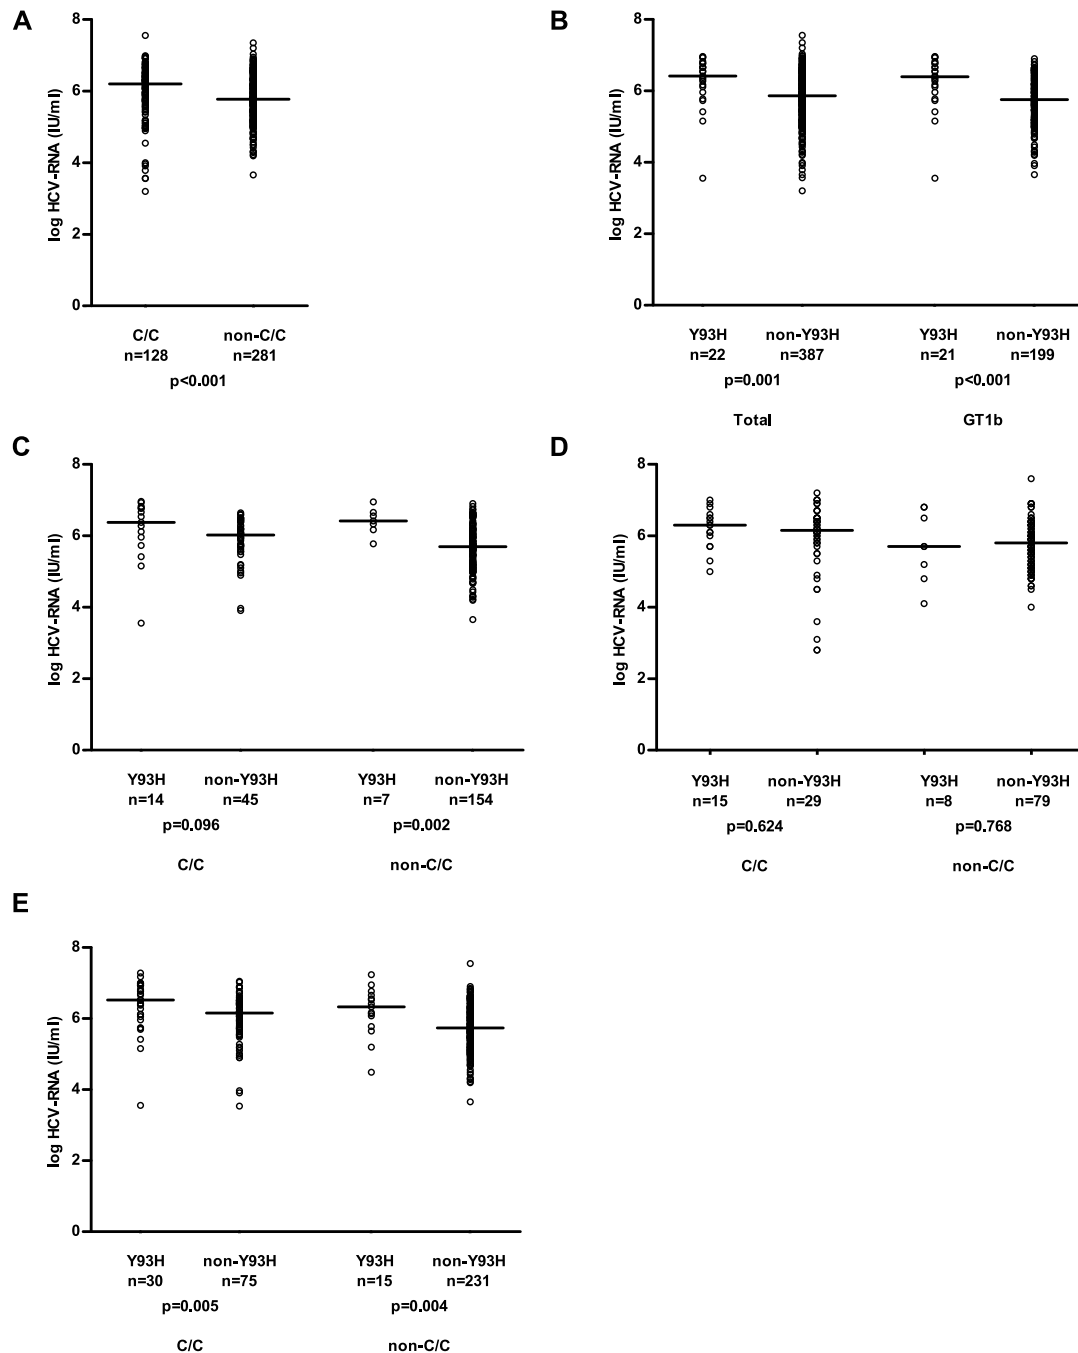 A
log HCV-RNA (IU/ml)
8
6
4
2
0
C/C non-C/C
n=128 n=281
p<0.001
B
log HCV-RNA (IU/ml)
8
6
4
2
0
Y93H non-Y93H Y93H non-Y93H
n=22 n=387 n=21 n=199
p=0.001 p<0.001
Total GT1b
C
log HCV-RNA (IU/ml)
8
6
4
2
0
Y93H non-Y93H Y93H non-Y93H
n=14 n=45 n=7 n=154
p=0.096 p=0.002
C/C non-C/C
D
log HCV-RNA (IU/ml)
8
6
4
2
0
Y93H non-Y93H Y93H non-Y93H
n=15 n=29 n=8 n=79
p=0.624 p=0.768
C/C non-C/C
E
log HCV-RNA (IU/ml)
8
6
4
2
0
Y93H non-Y93H Y93H non-Y93H
n=30 n=75 n=15 n=231
p=0.005 p=0.004
C/C non-C/C